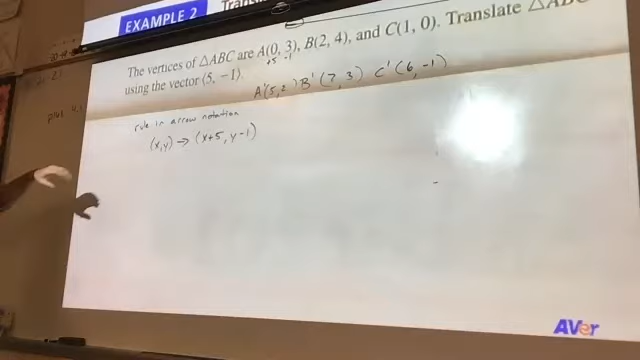 EXAMPLE 2
The vertices of △ABC are A(0, 3), B(2, 4), and C(1, 0). Translate △ABC
using the vector ⟨5, −1⟩.
+5 -1
A'(5,2) B'(7,3) C'(6,-1)
rule in arrow notation
(x,y) → (x+5, y-1)
AVer